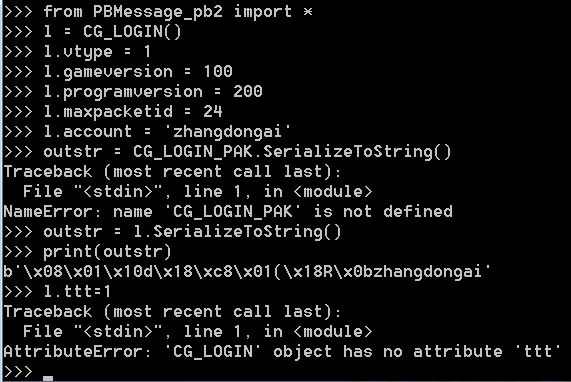 >>> from PBMessage_pb2 import *
>>> l = CG_LOGIN()
>>> l.vtype = 1
>>> l.gameversion = 100
>>> l.programversion = 200
>>> l.maxpacketid = 24
>>> l.account = 'zhangdongai'
>>> outstr = CG_LOGIN_PAK.SerializeToString()
Traceback (most recent call last):
  File "<stdin>", line 1, in <module>
NameError: name 'CG_LOGIN_PAK' is not defined
>>> outstr = l.SerializeToString()
>>> print(outstr)
b'\x08\x01\x10d\x18\xc8\x01(\x18R\x0bzhangdongai'
>>> l.ttt=1
Traceback (most recent call last):
  File "<stdin>", line 1, in <module>
AttributeError: 'CG_LOGIN' object has no attribute 'ttt'
>>> _